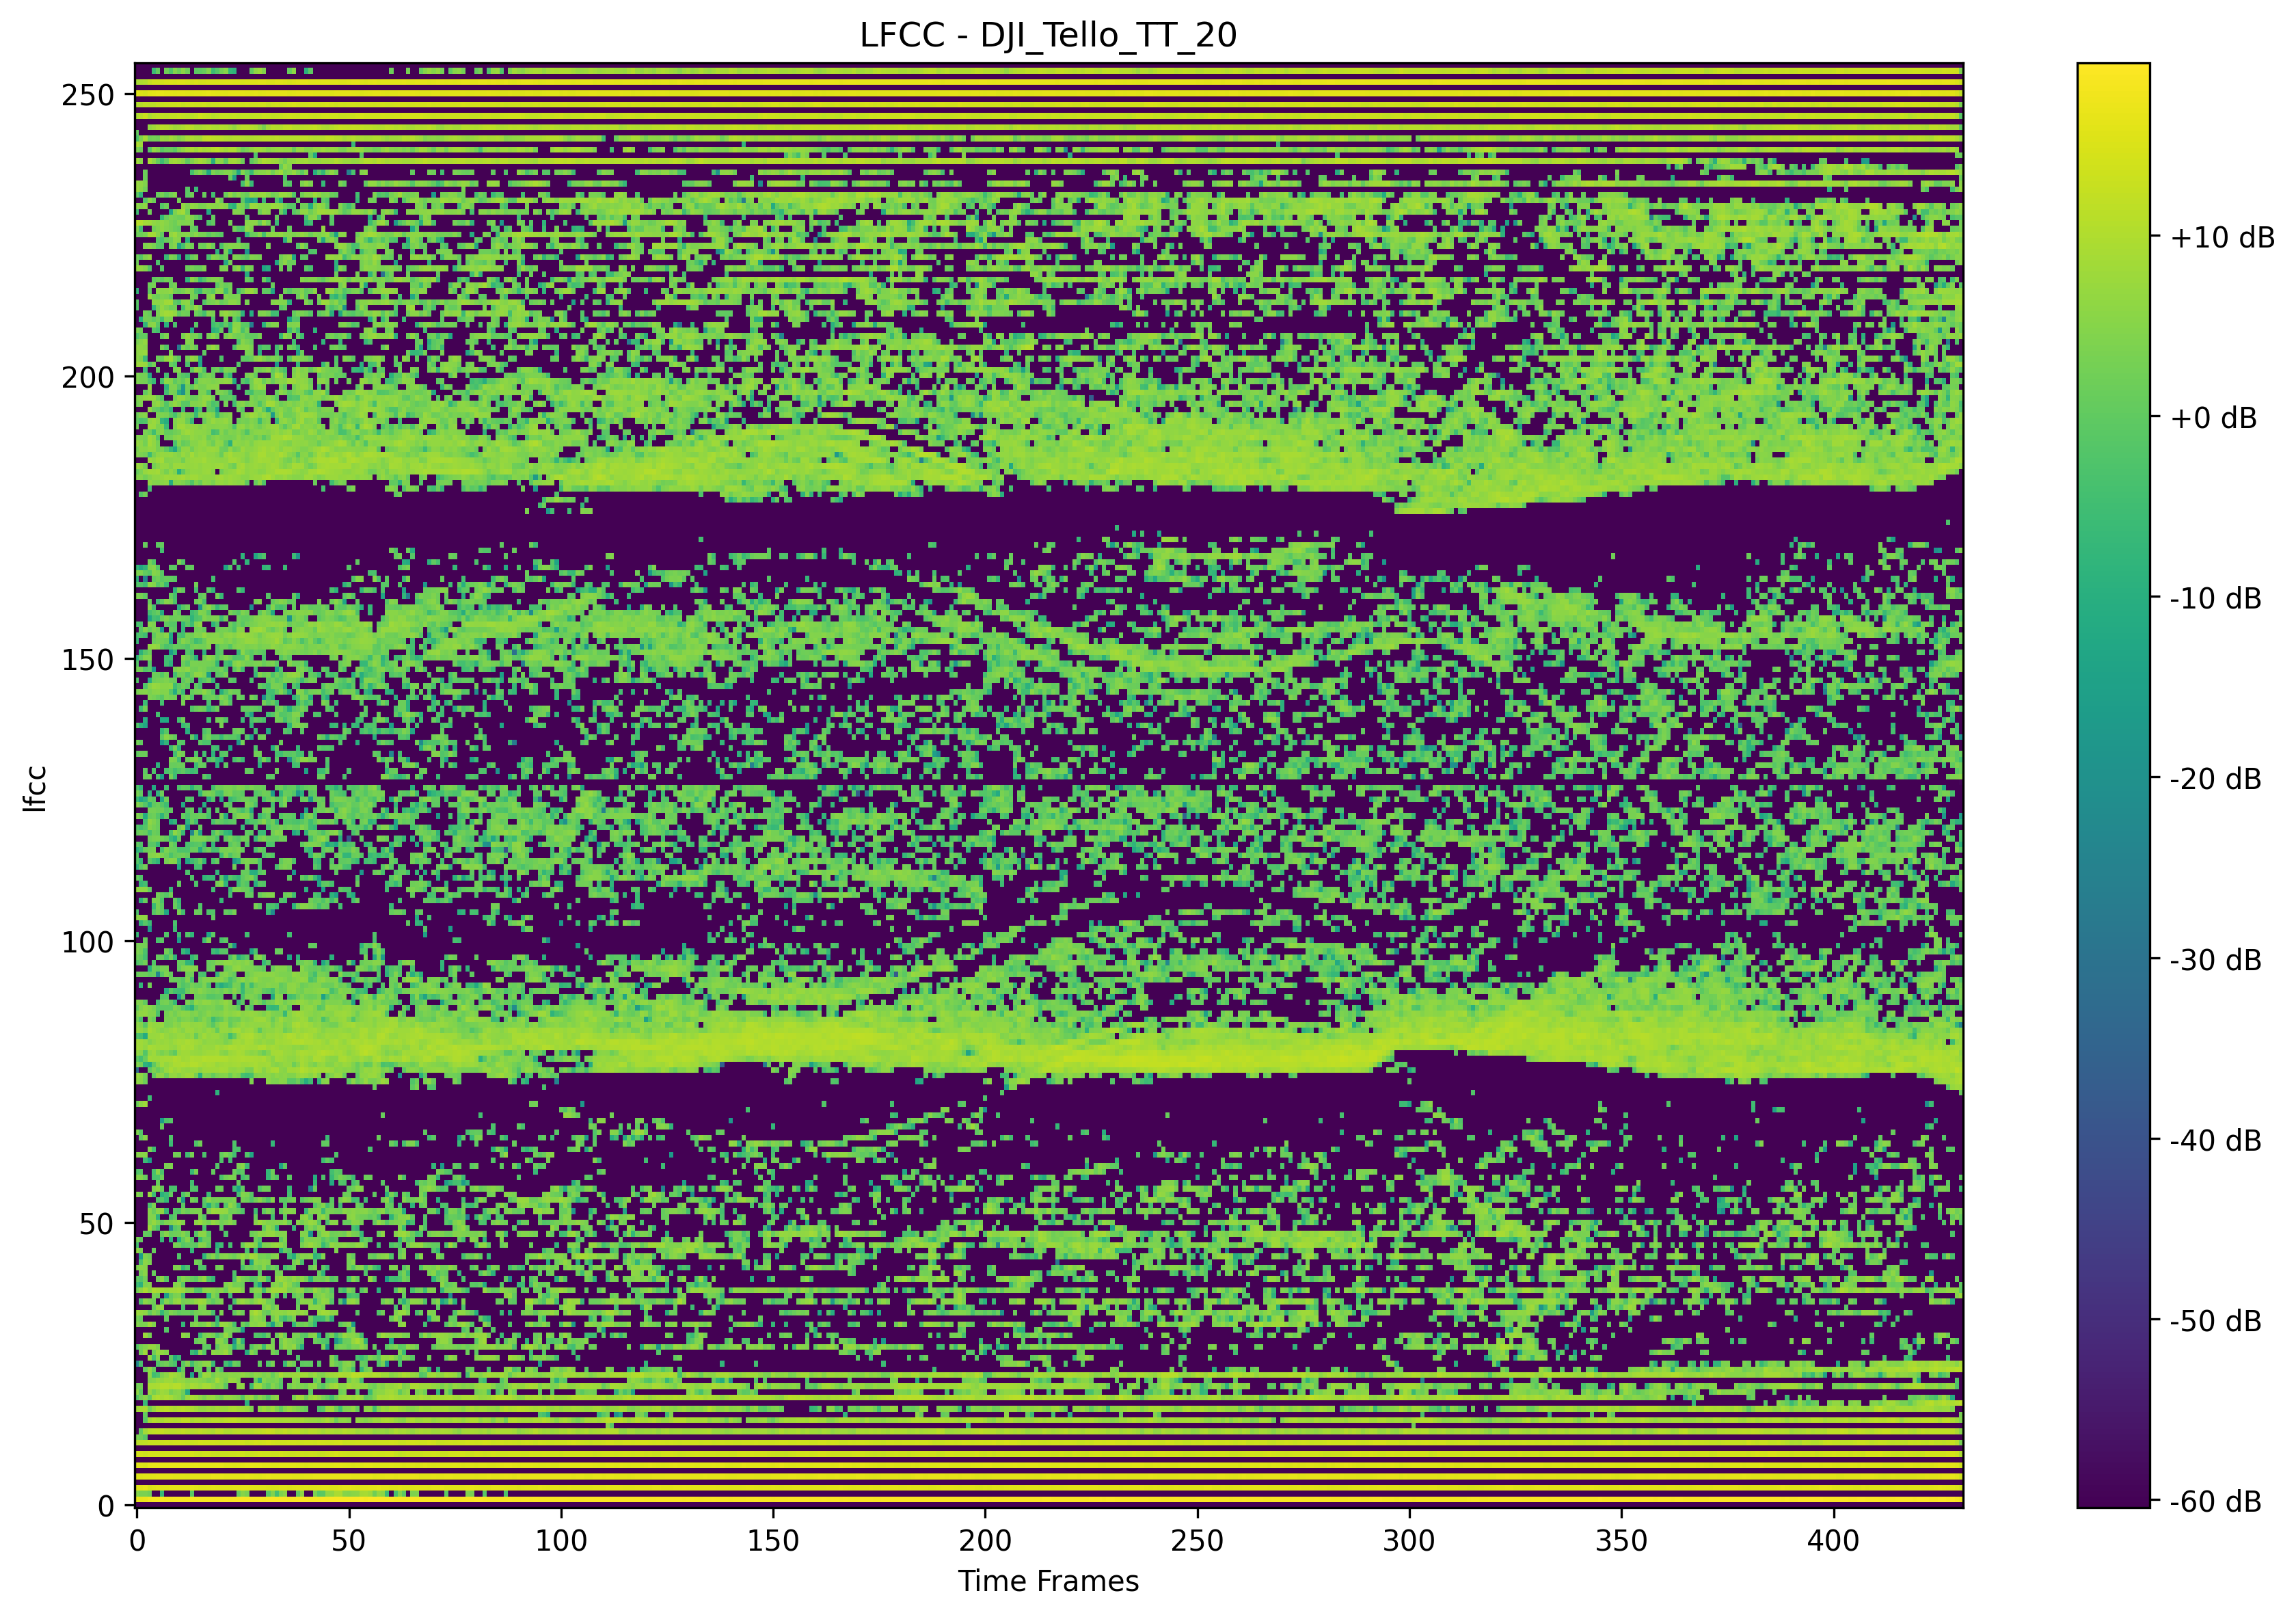 LFCC - DJI_Tello_TT_20
250
200
150
100
50
0
lfcc
0 50 100 150 200 250 300 350 400
Time Frames
+10 dB
+0 dB
-10 dB
-20 dB
-30 dB
-40 dB
-50 dB
-60 dB